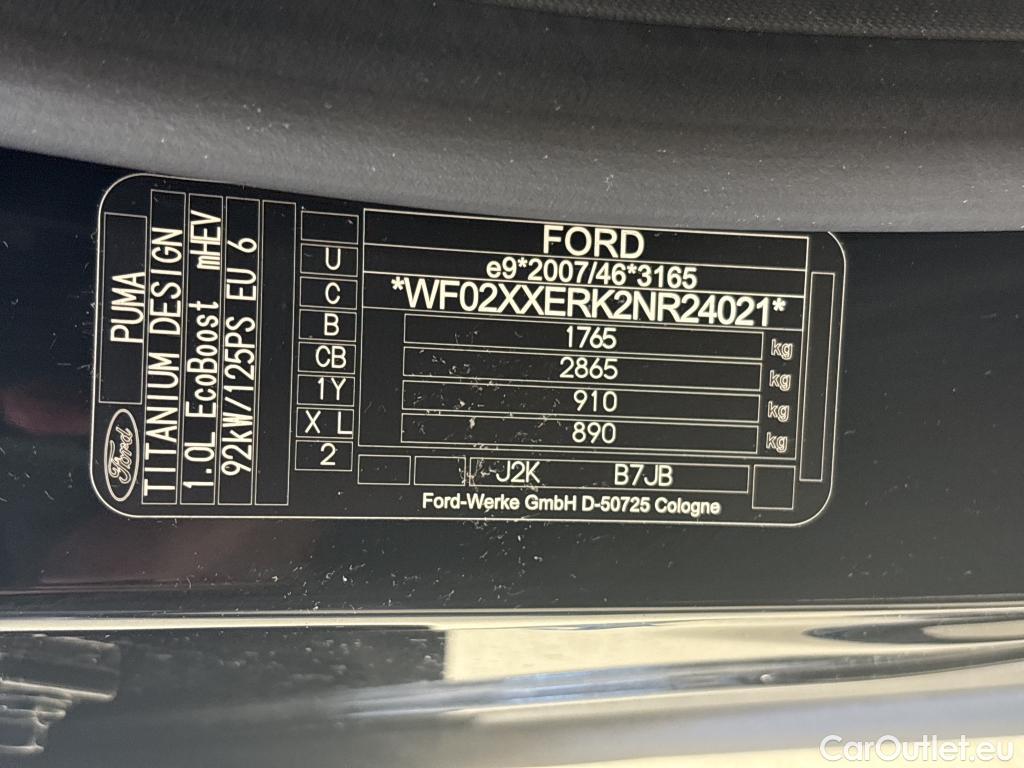 PUMA
Ford
TITANIUM DESIGN
1.0L EcoBoost mHEV
92kW/125PS EU 6
U
C
B
CB
1Y
X L
2
FORD
e9*2007/46*3165
*WF02XXERK2NR24021*
1765 kg
2865 kg
910 kg
890 kg
J2K B7JB
Ford-Werke GmbH D-50725 Cologne
CarOutlet.eu